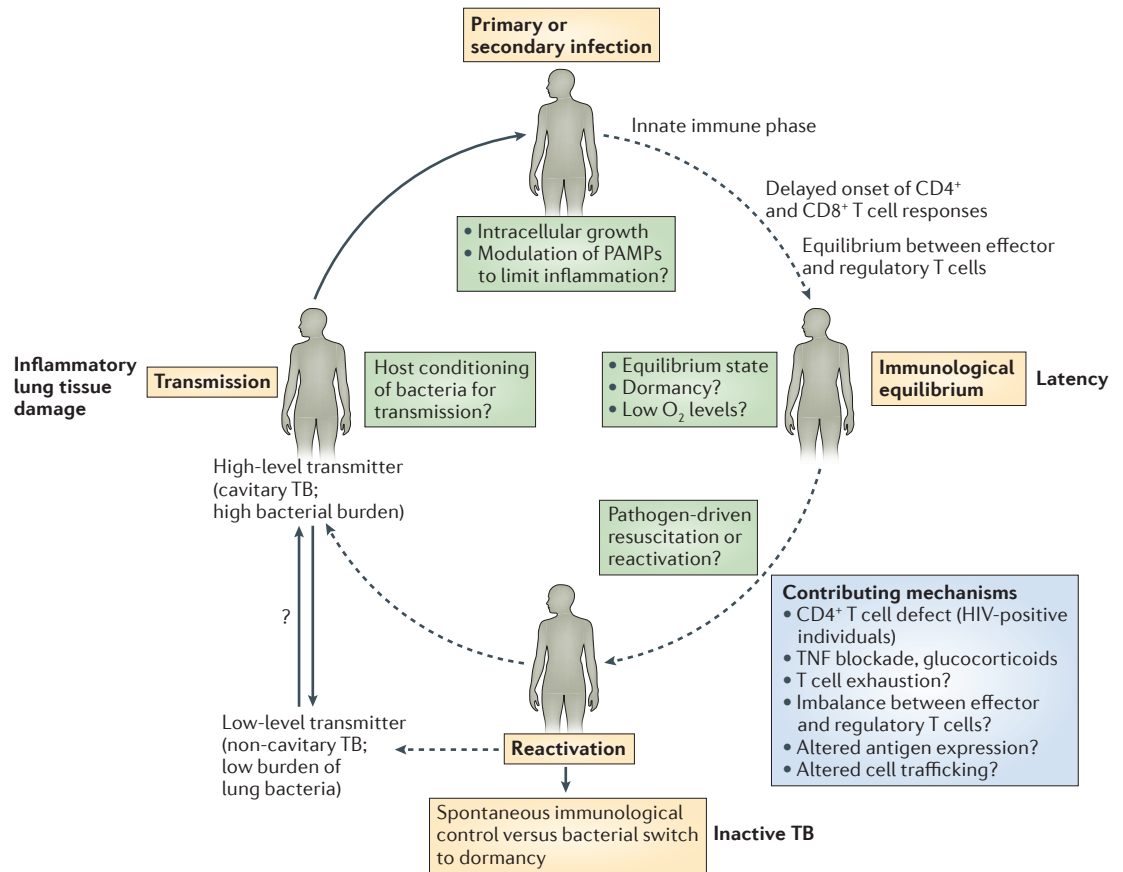 Primary or
secondary infection
Innate immune phase
Delayed onset of CD4⁺
and CD8⁺ T cell responses
Equilibrium between effector
and regulatory T cells
• Intracellular growth
• Modulation of PAMPs
to limit inflammation?
Inflammatory
lung tissue
damage
Transmission
Host conditioning
of bacteria for
transmission?
• Equilibrium state
• Dormancy?
• Low O₂ levels?
Immunological
equilibrium
Latency
High-level transmitter
(cavitary TB;
high bacterial burden)
Pathogen-driven
resuscitation or
reactivation?
Contributing mechanisms
• CD4⁺ T cell defect (HIV-positive
individuals)
• TNF blockade, glucocorticoids
• T cell exhaustion?
• Imbalance between effector
and regulatory T cells?
• Altered antigen expression?
• Altered cell trafficking?
?
Low-level transmitter
(non-cavitary TB;
low burden of
lung bacteria)
Reactivation
Spontaneous immunological
control versus bacterial switch
to dormancy
Inactive TB